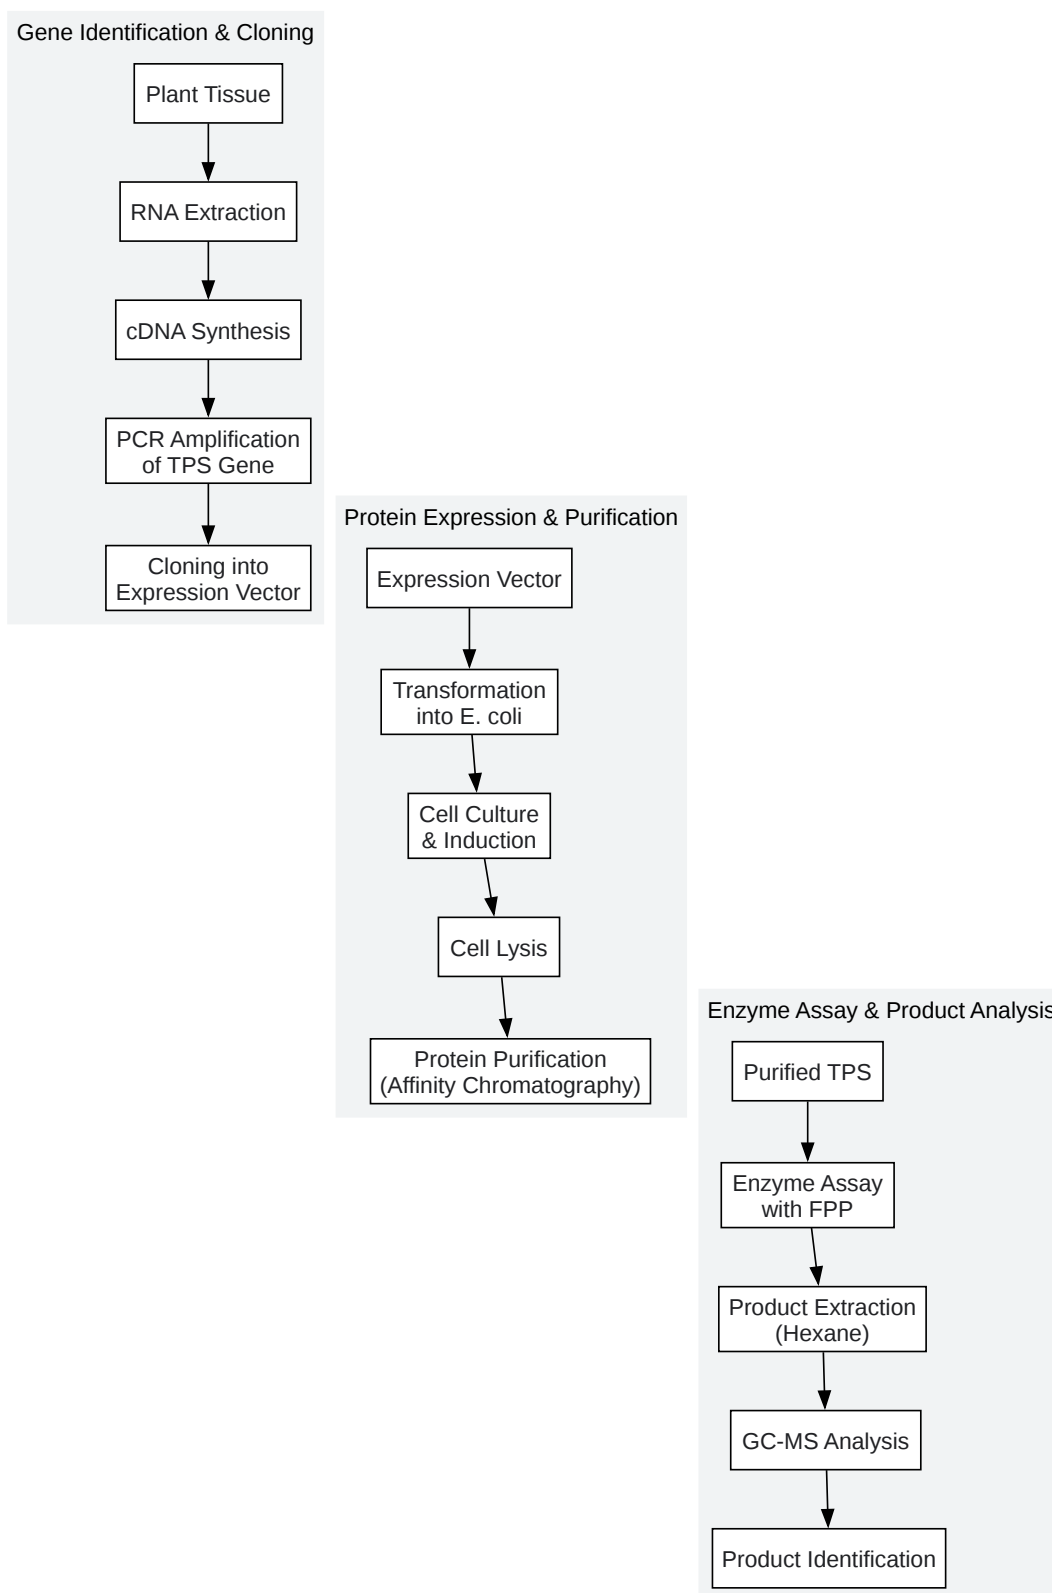 Gene Identification & Cloning
Plant Tissue
RNA Extraction
cDNA Synthesis
PCR Amplification
of TPS Gene
Cloning into
Expression Vector
Protein Expression & Purification
Expression Vector
Transformation
into E. coli
Cell Culture
& Induction
Cell Lysis
Protein Purification
(Affinity Chromatography)
Enzyme Assay & Product Analysis
Purified TPS
Enzyme Assay
with FPP
Product Extraction
(Hexane)
GC-MS Analysis
Product Identification